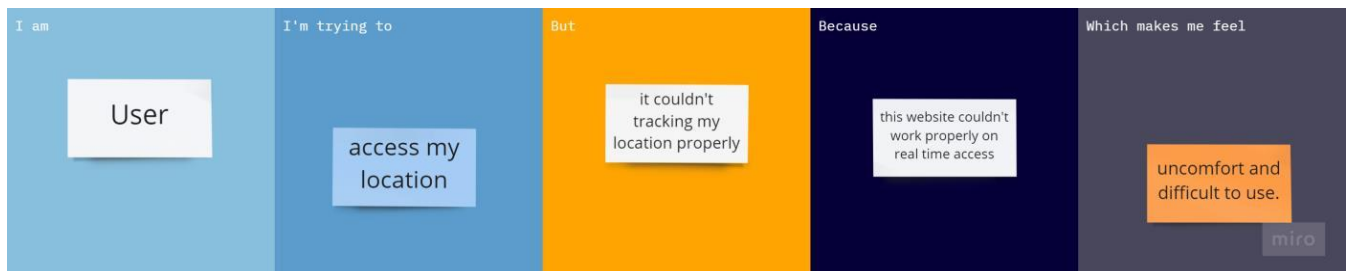 I am
User
I'm trying to
access my
location
But
it couldn't
tracking my
location properly
Because
this website couldn't
work properly on
real time access
Which makes me feel
uncomfort and
difficult to use.
miro